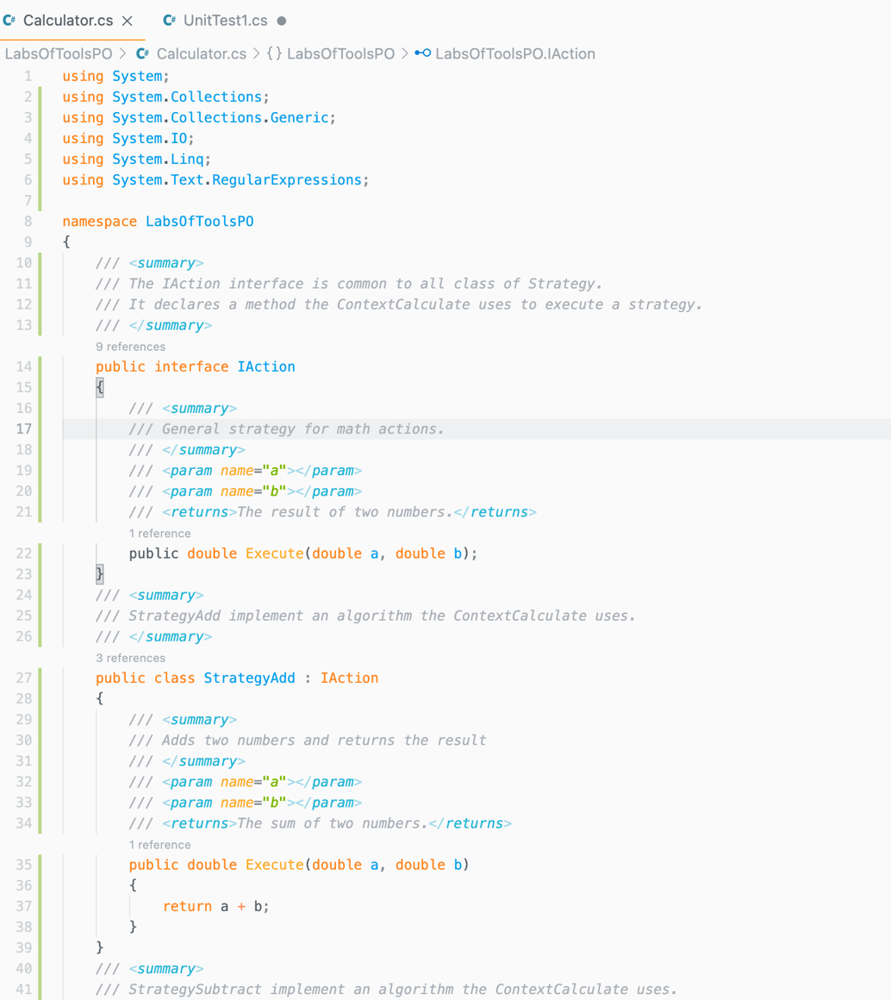 C# Calculator.cs × C# UnitTest1.cs ●
LabsOfToolsPO > C# Calculator.cs > {} LabsOfToolsPO > LabsOfToolsPO.IAction
1 using System;
2 using System.Collections;
3 using System.Collections.Generic;
4 using System.IO;
5 using System.Linq;
6 using System.Text.RegularExpressions;
7
8 namespace LabsOfToolsPO
9 {
10 /// <summary>
11 /// The IAction interface is common to all class of Strategy.
12 /// It declares a method the ContextCalculate uses to execute a strategy.
13 /// </summary>
9 references
14 public interface IAction
15 {
16 /// <summary>
17 /// General strategy for math actions.
18 /// </summary>
19 /// <param name="a"></param>
20 /// <param name="b"></param>
21 /// <returns>The result of two numbers.</returns>
1 reference
22 public double Execute(double a, double b);
23 }
24 /// <summary>
25 /// StrategyAdd implement an algorithm the ContextCalculate uses.
26 /// </summary>
3 references
27 public class StrategyAdd : IAction
28 {
29 /// <summary>
30 /// Adds two numbers and returns the result
31 /// </summary>
32 /// <param name="a"></param>
33 /// <param name="b"></param>
34 /// <returns>The sum of two numbers.</returns>
1 reference
35 public double Execute(double a, double b)
36 {
37 return a + b;
38 }
39 }
40 /// <summary>
41 /// StrategySubtract implement an algorithm the ContextCalculate uses.